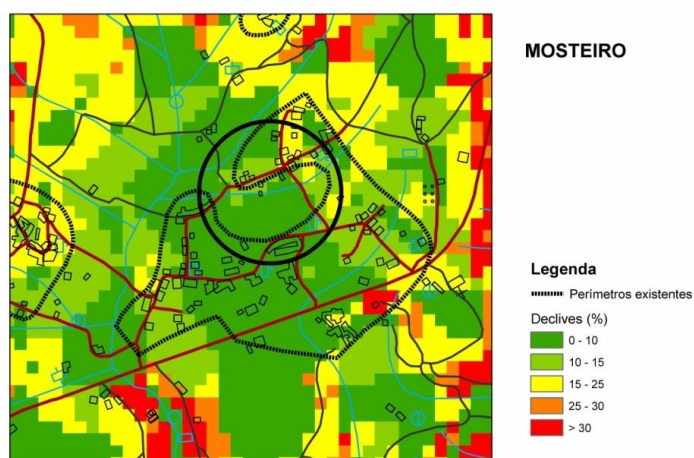 MOSTEIRO
Legenda
Perímetros existentes
Declives (%)
0 - 10
10 - 15
15 - 25
25 - 30
> 30